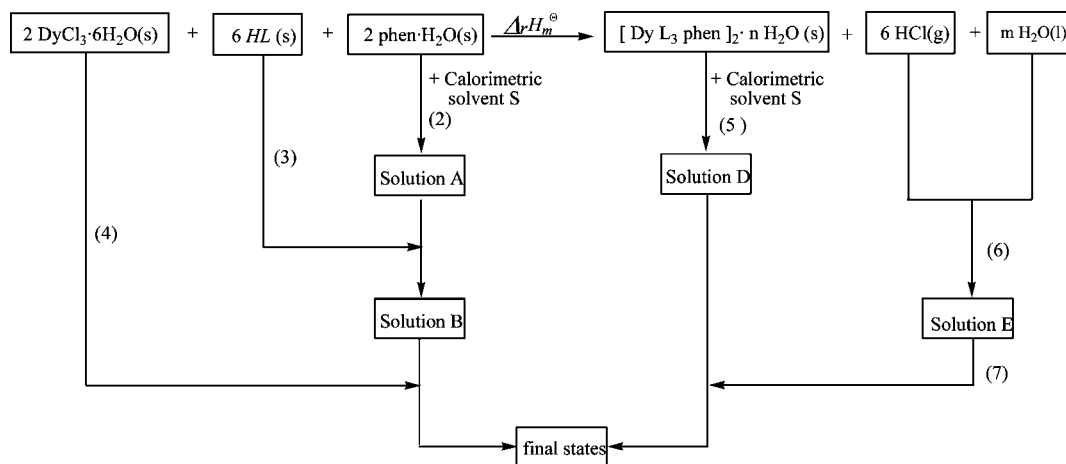 2 DyCl₃·6H₂O(s) + 6 HL (s) + 2 phen·H₂O(s) ΔrHm⊖ [ Dy L₃ phen ]₂· n H₂O (s) + 6 HCl(g) + m H₂O(l)
+ Calorimetric
solvent S
+ Calorimetric
solvent S
(2)
(5 )
(3)
Solution A
Solution D
(4)
(6)
Solution B
Solution E
(7)
final states